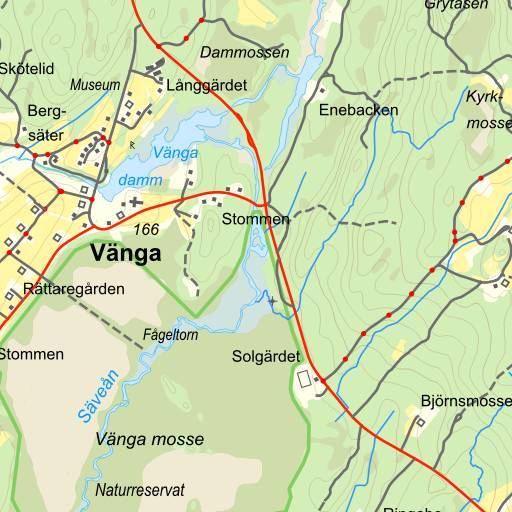 Grytåsen
Dammossen
Skötelid
Museum
Långgärdet
Kyrk-
mosse
Berg-
säter
Enebacken
Vänga
damm
R
Stommen
166
Vänga
Rättaregården
Fågeltorn
Stommen
Solgärdet
Säveån
Björnsmosse
Vänga mosse
Naturreservat